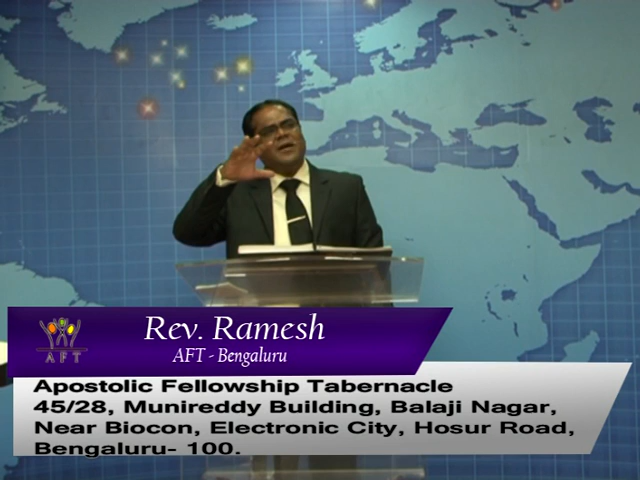 Rev. Ramesh
AFT - Bengaluru
AFT
Apostolic Fellowship Tabernacle
45/28, Munireddy Building, Balaji Nagar,
Near Biocon, Electronic City, Hosur Road,
Bengaluru- 100.